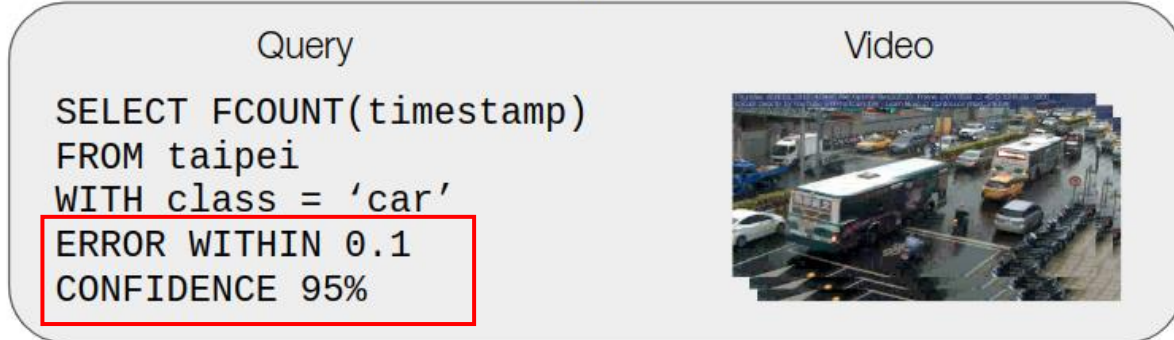 Query
Video
SELECT FCOUNT(timestamp)
FROM taipei
WITH class = ‘car’
ERROR WITHIN 0.1
CONFIDENCE 95%